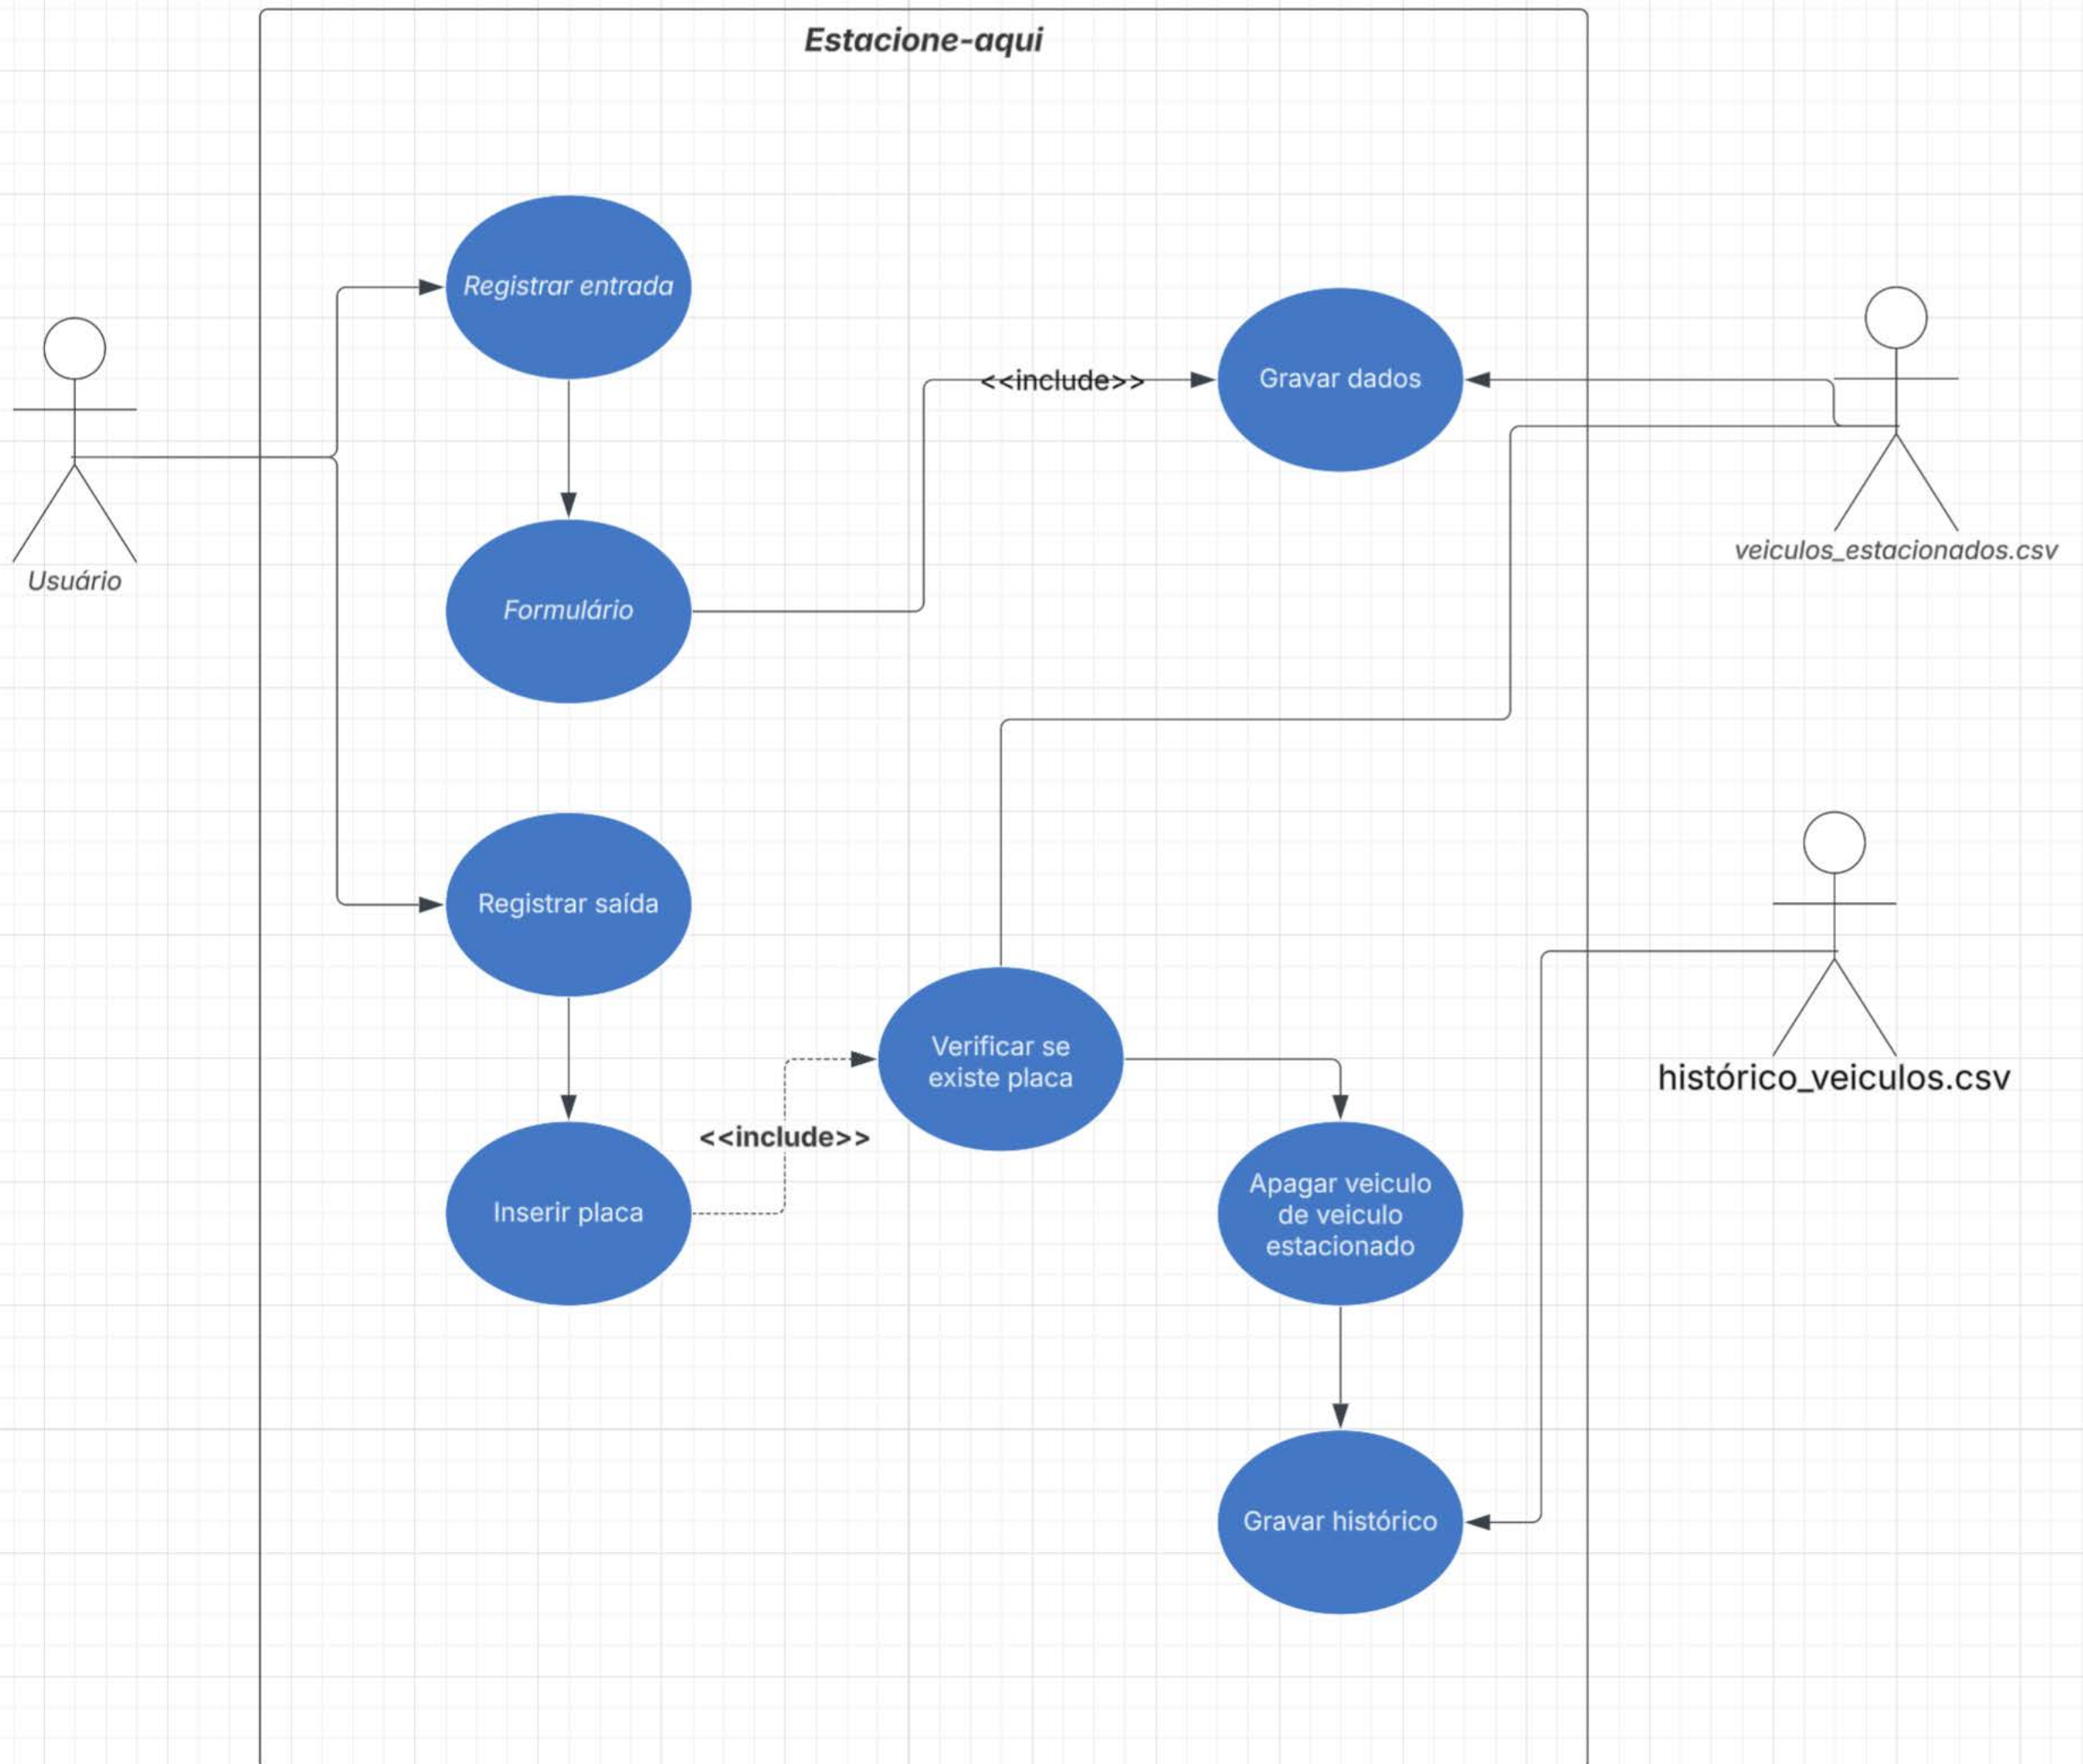 Estacione-aqui
Registrar entrada
<<include>>
Gravar dados
Usuário
Formulário
veiculos_estacionados.csv
Registrar saída
Verificar se
existe placa
histórico_veiculos.csv
<<include>>
Inserir placa
Apagar veiculo
de veiculo
estacionado
Gravar histórico